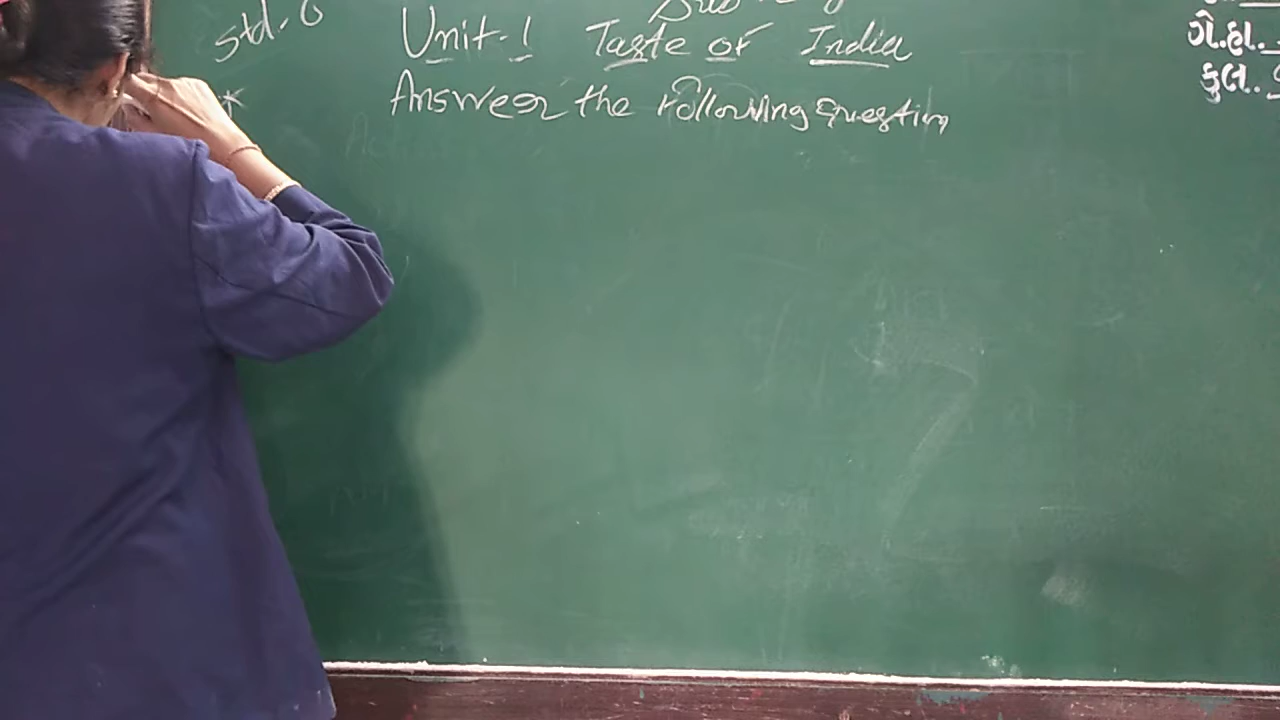 std. 6
Unit-1 Taste of India
* Answer the Following Question
ગે.હા.
કુલ.